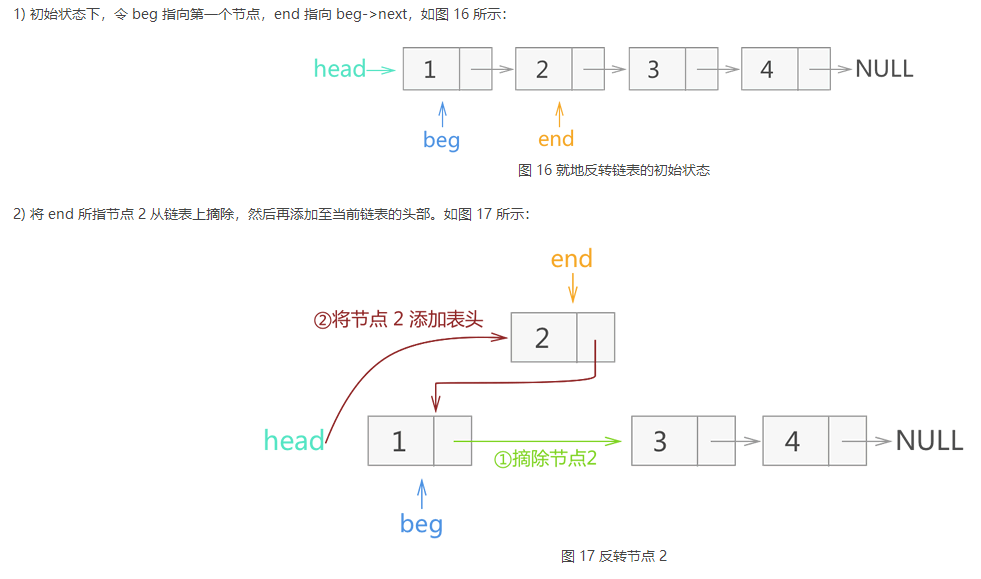 1) 初始状态下，令 beg 指向第一个节点，end 指向 beg->next，如图 16 所示：
head 1 2 3 4 NULL
beg end
图 16 就地反转链表的初始状态
2) 将 end 所指节点 2 从链表上摘除，然后再添加至当前链表的头部。如图 17 所示：
end
②将节点 2 添加表头
2
head 1 3 4 NULL
①摘除节点2
beg
图 17 反转节点 2